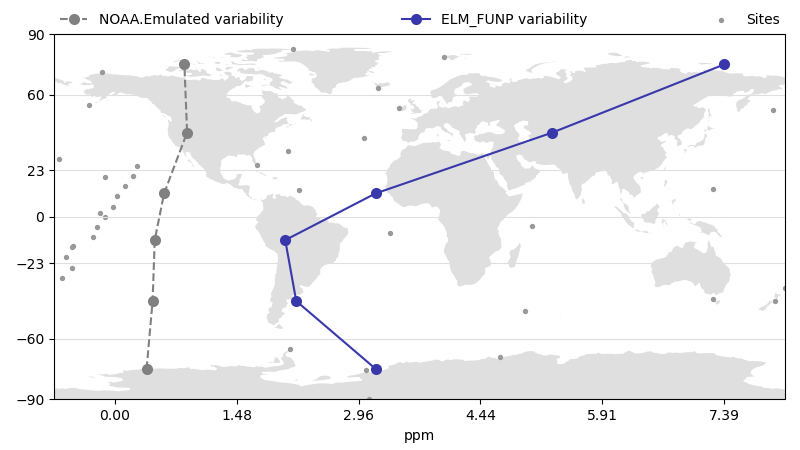 NOAA.Emulated variability ELM_FUNP variability Sites
90
60
23
0
−23
−60
−90
0.00 1.48 2.96 4.44 5.91 7.39
ppm